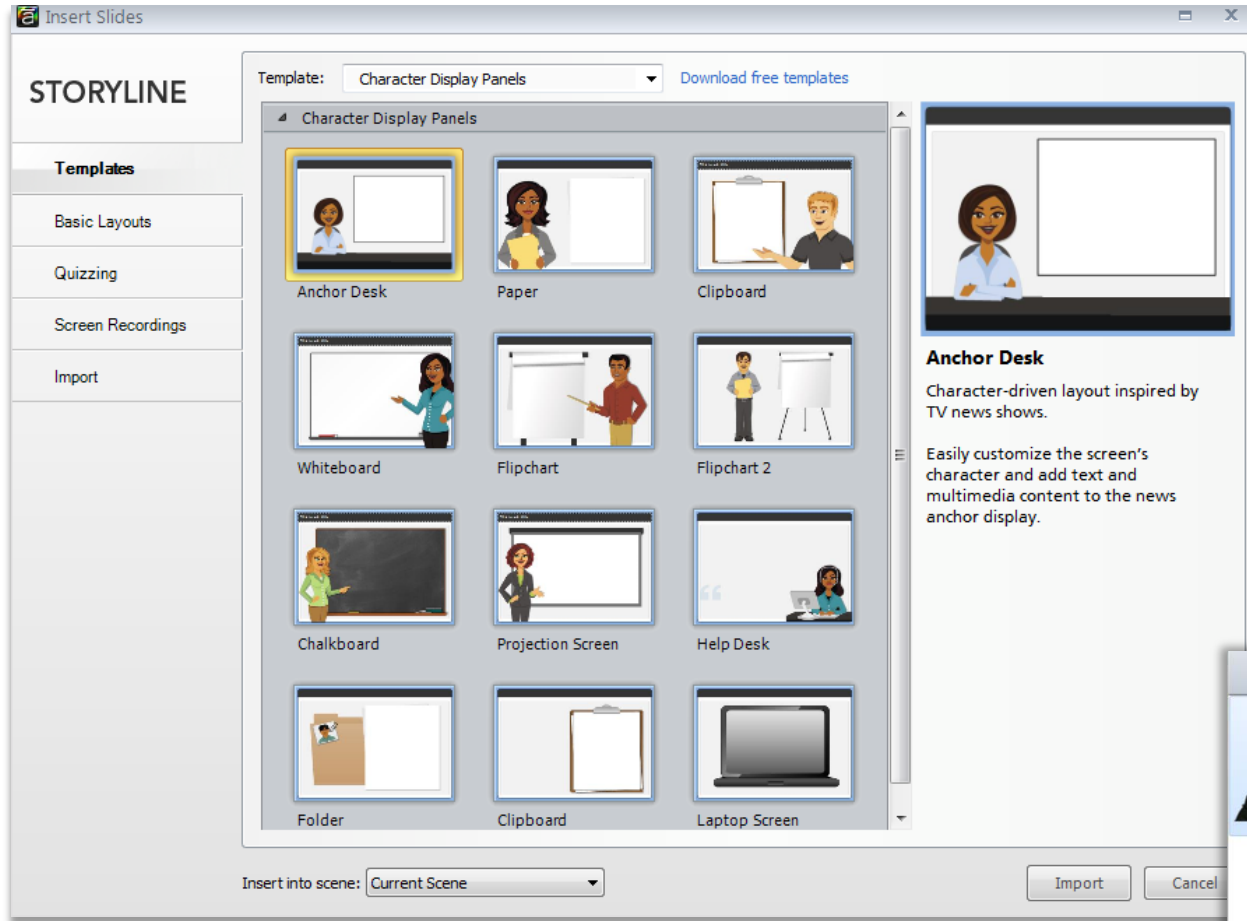 Insert Slides
STORYLINE
Templates
Basic Layouts
Quizzing
Screen Recordings
Import
Template: Character Display Panels Download free templates
Character Display Panels
Anchor Desk Paper Clipboard
Whiteboard Flipchart Flipchart 2
Chalkboard Projection Screen Help Desk
Folder Clipboard Laptop Screen
Anchor Desk
Character-driven layout inspired by
TV news shows.
Easily customize the screen's
character and add text and
multimedia content to the news
anchor display.
Insert into scene: Current Scene Import Cancel